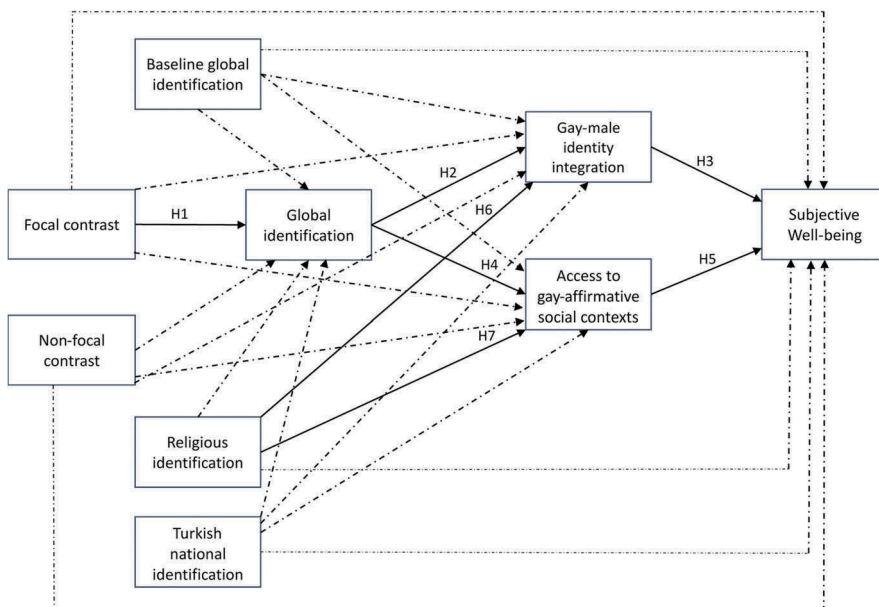 Baseline global
identification
Gay-male
identity
integration
H3
H2
H6
Focal contrast
H1
Global
identification
Subjective
Well-being
H4
Access to
gay-affirmative
social contexts
H5
Non-focal
contrast
H7
Religious
identification
Turkish
national
identification